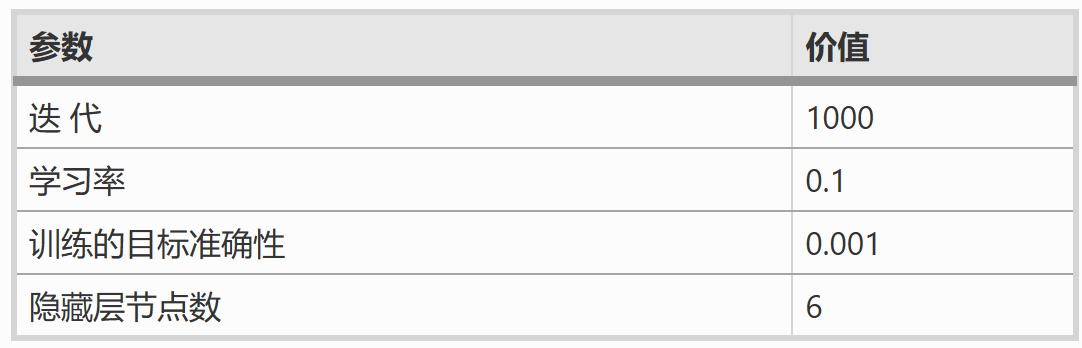 参数 价值
迭 代 1000
学习率 0.1
训练的目标准确性 0.001
隐藏层节点数 6